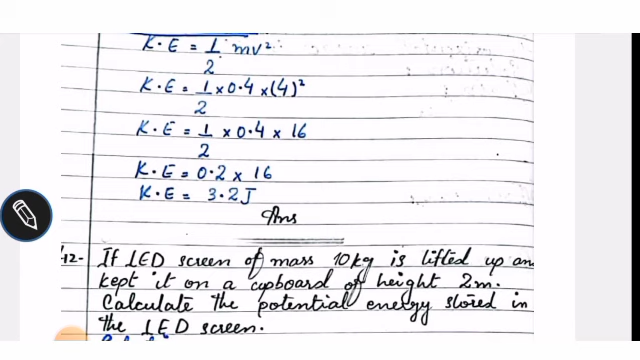 K.E = 1/2 mv²
K.E = 1/2 × 0.4 × (4)²
K.E = 1/2 × 0.4 × 16
K.E = 0.2 × 16
K.E = 3.2J
Ans
12- If LED screen of mass 10kg is lifted up an
kept it on a cupboard of height 2m.
Calculate the potential energy stored in
the LED screen.